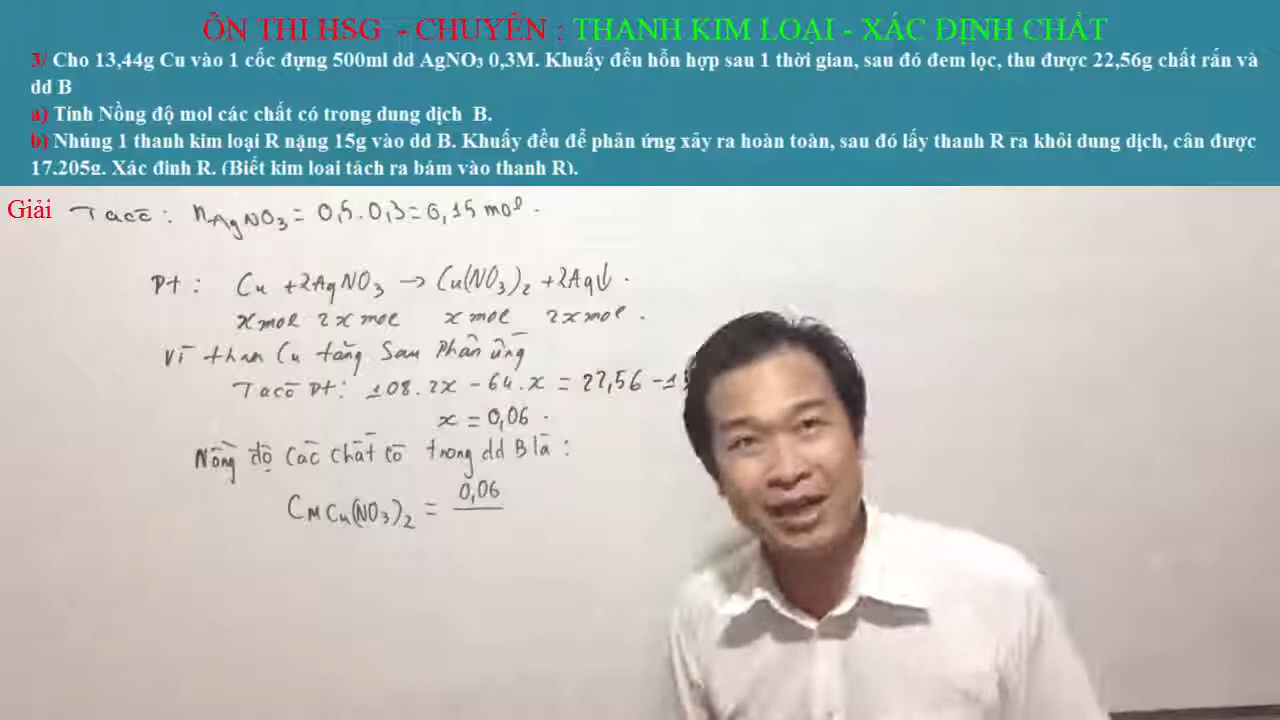 ÔN THI HSG - CHUYÊN : THANH KIM LOẠI - XÁC ĐỊNH CHẤT
3/ Cho 13,44g Cu vào 1 cốc đựng 500ml dd AgNO₃ 0,3M. Khuấy đều hỗn hợp sau 1 thời gian, sau đó đem lọc, thu được 22,56g chất rắn và
dd B
a) Tính Nồng độ mol các chất có trong dung dịch B.
b) Nhúng 1 thanh kim loại R nặng 15g vào dd B. Khuấy đều để phản ứng xảy ra hoàn toàn, sau đó lấy thanh R ra khỏi dung dịch, cân được
17,205g. Xác định R. (Biết kim loại tách ra bám vào thanh R).
Giải Ta có : nAgNO₃ = 0,5 . 0,3 = 0,15 mol .
Pt : Cu + 2AgNO₃ → Cu(NO₃)₂ + 2Ag↓ .
x mol 2x mol x mol 2x mol .
Vì thanh Cu tăng sau phản ứng
Ta có pt : 108 . 2x - 64 . x = 22,56 - 1
x = 0,06 .
Nồng độ các chất có trong dd B là :
CM Cu(NO₃)₂ = 0,06